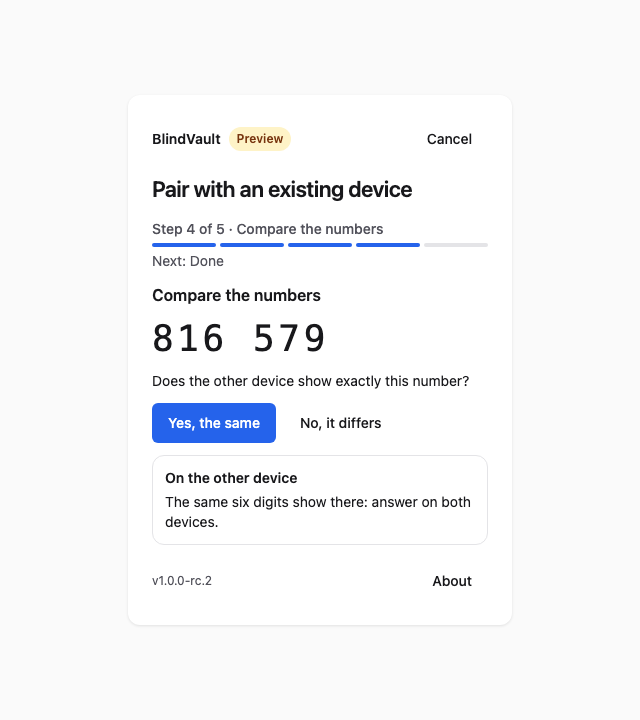 BlindVault Preview Cancel
Pair with an existing device
Step 4 of 5 · Compare the numbers
Next: Done
Compare the numbers
816 579
Does the other device show exactly this number?
Yes, the same No, it differs
On the other device
The same six digits show there: answer on both
devices.
v1.0.0-rc.2 About